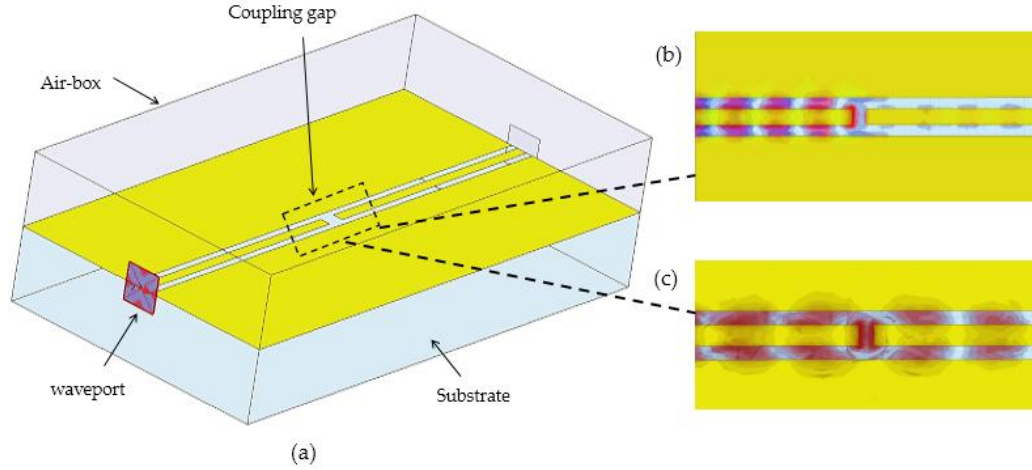 Coupling gap
(b)
Air-box
(c)
waveport
Substrate
(a)